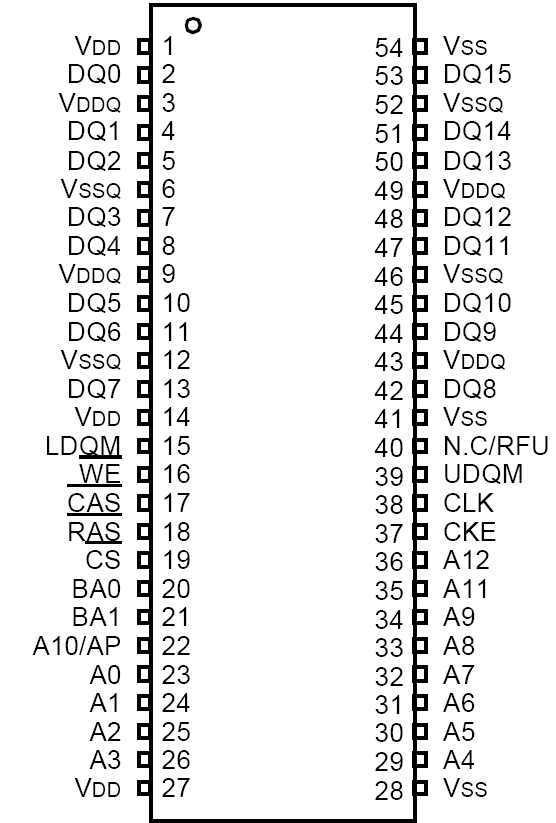 VDD 1 54 VSS
DQ0 2 53 DQ15
VDDQ 3 52 VSSQ
DQ1 4 51 DQ14
DQ2 5 50 DQ13
VSSQ 6 49 VDDQ
DQ3 7 48 DQ12
DQ4 8 47 DQ11
VDDQ 9 46 VSSQ
DQ5 10 45 DQ10
DQ6 11 44 DQ9
VSSQ 12 43 VDDQ
DQ7 13 42 DQ8
VDD 14 41 VSS
LDQM 15 40 N.C/RFU
WE 16 39 UDQM
CAS 17 38 CLK
RAS 18 37 CKE
CS 19 36 A12
BA0 20 35 A11
BA1 21 34 A9
A10/AP 22 33 A8
A0 23 32 A7
A1 24 31 A6
A2 25 30 A5
A3 26 29 A4
VDD 27 28 VSS